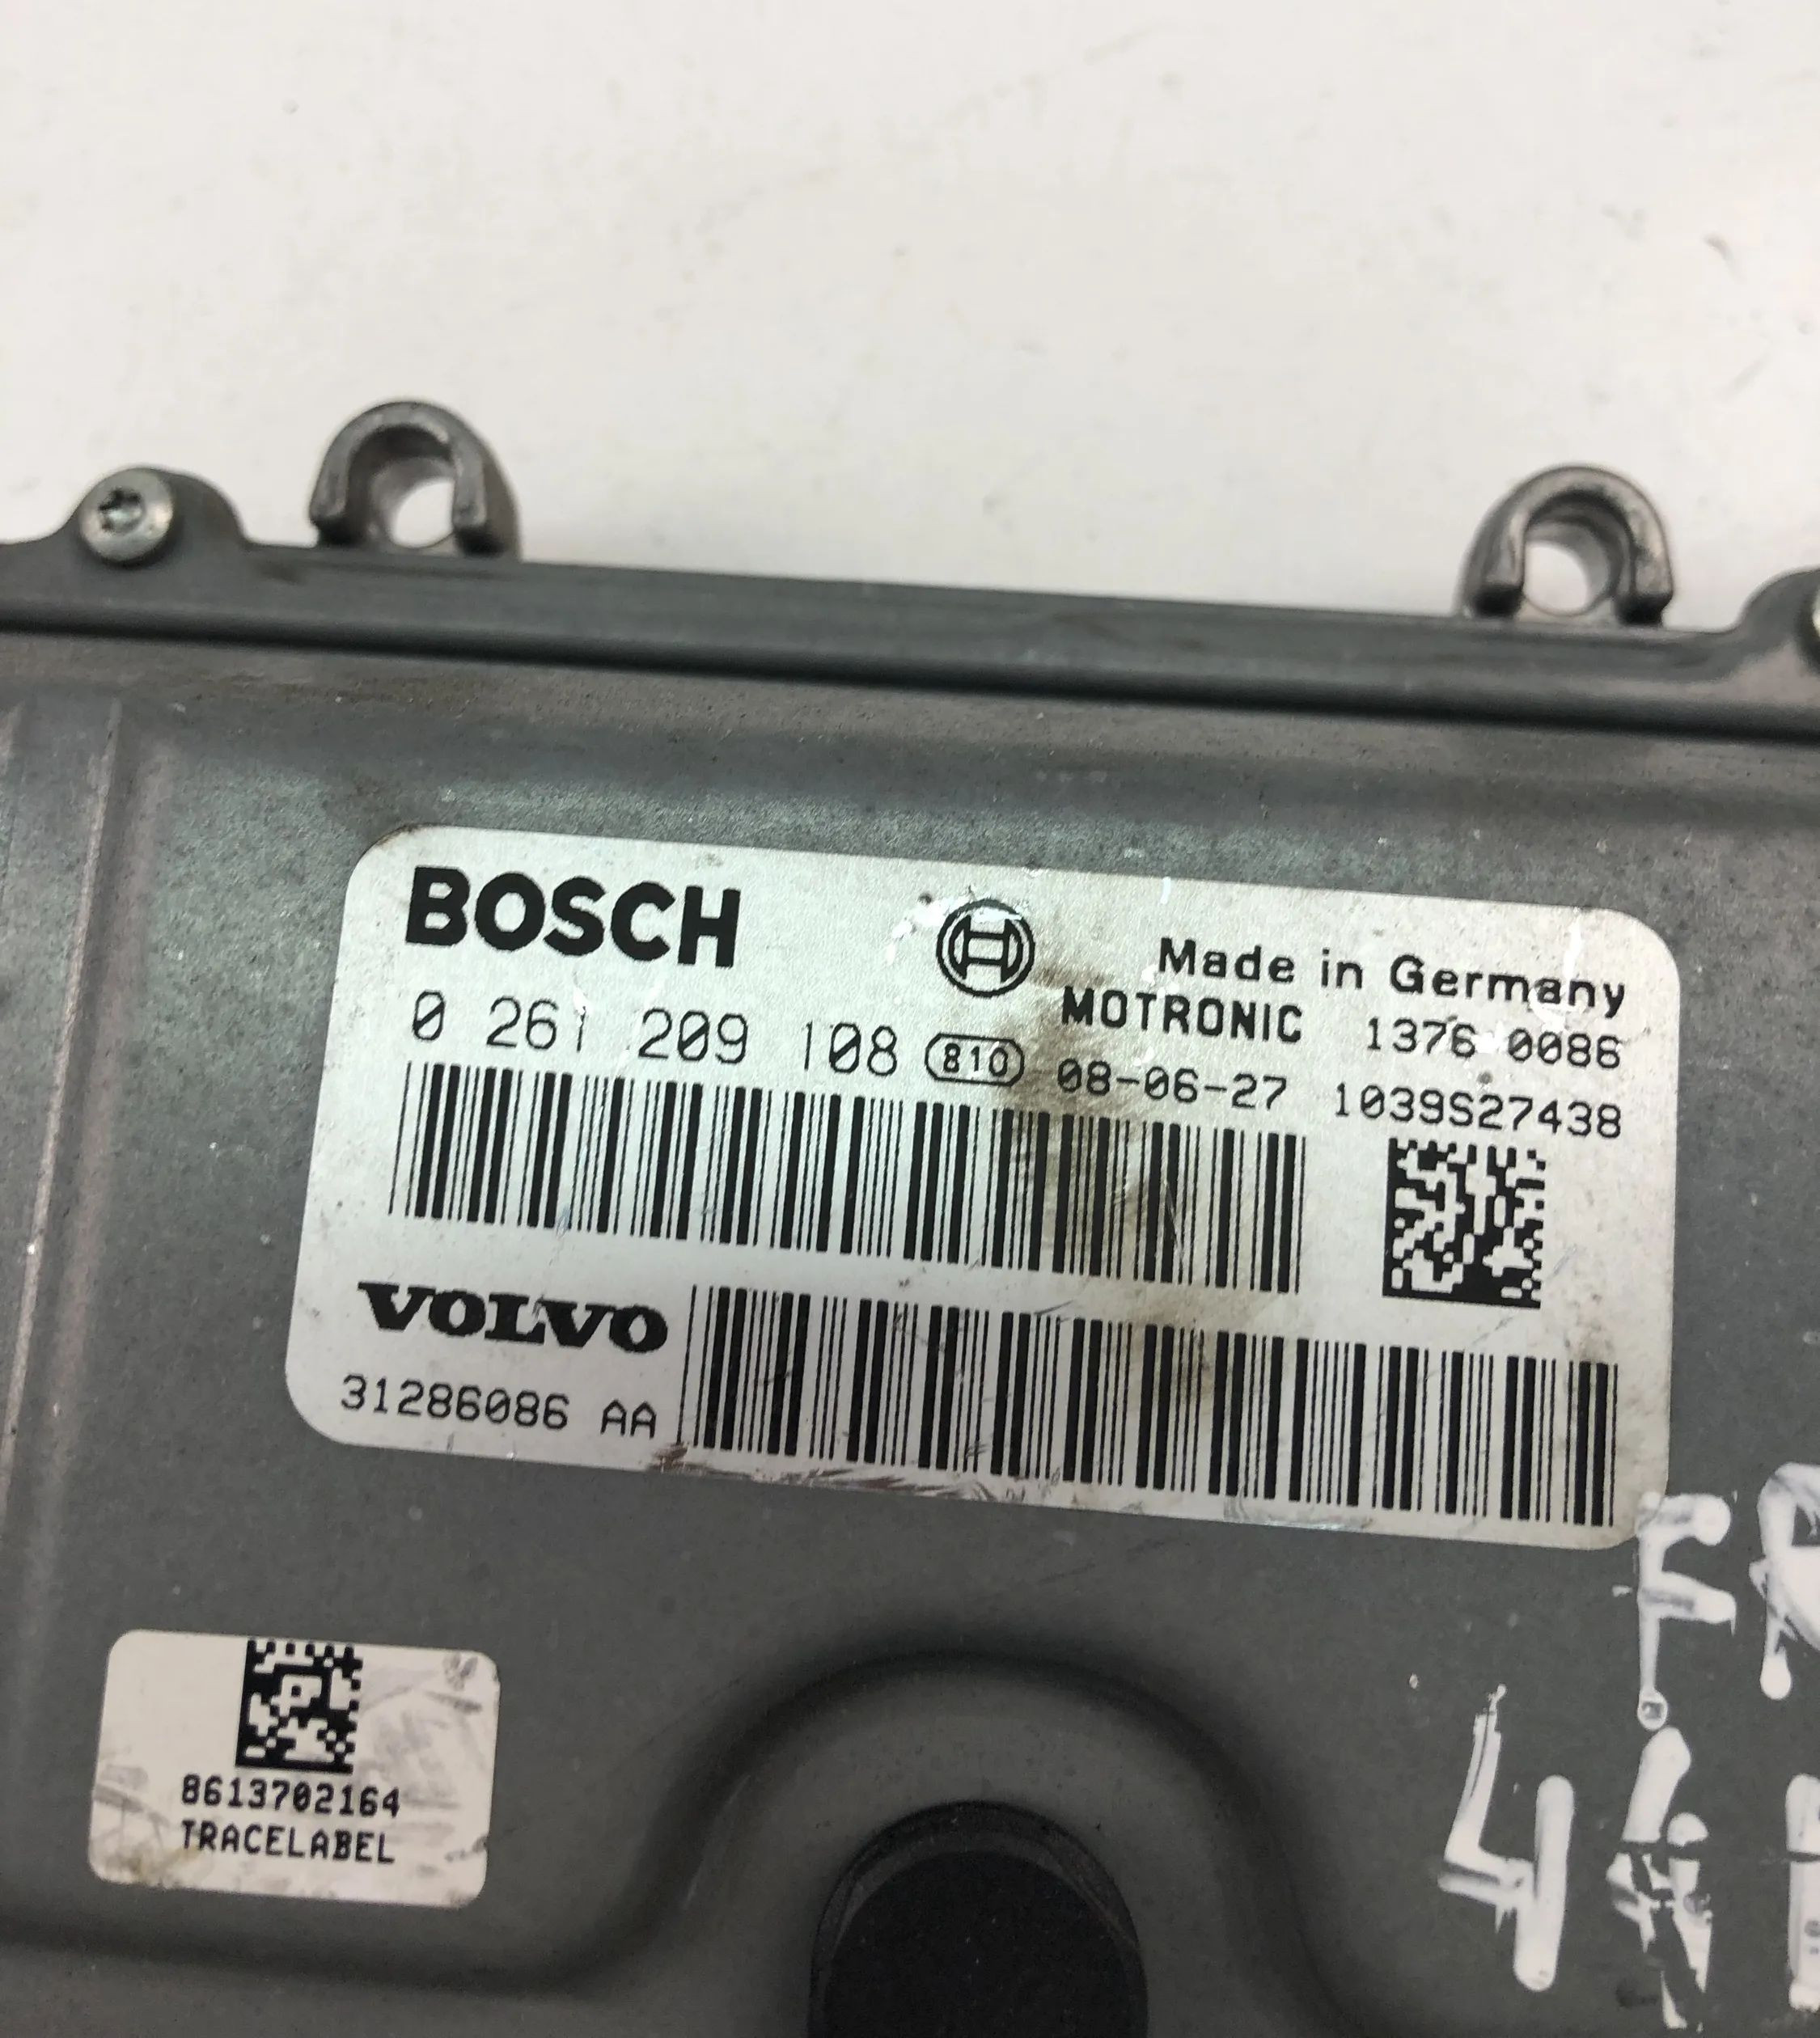 BOSCH
Made in Germany
MOTRONIC 1376 0086
0 261 209 108 810 08-06-27 1039S27438
VOLVO
31286086 AA
8613702164
TRACELABEL